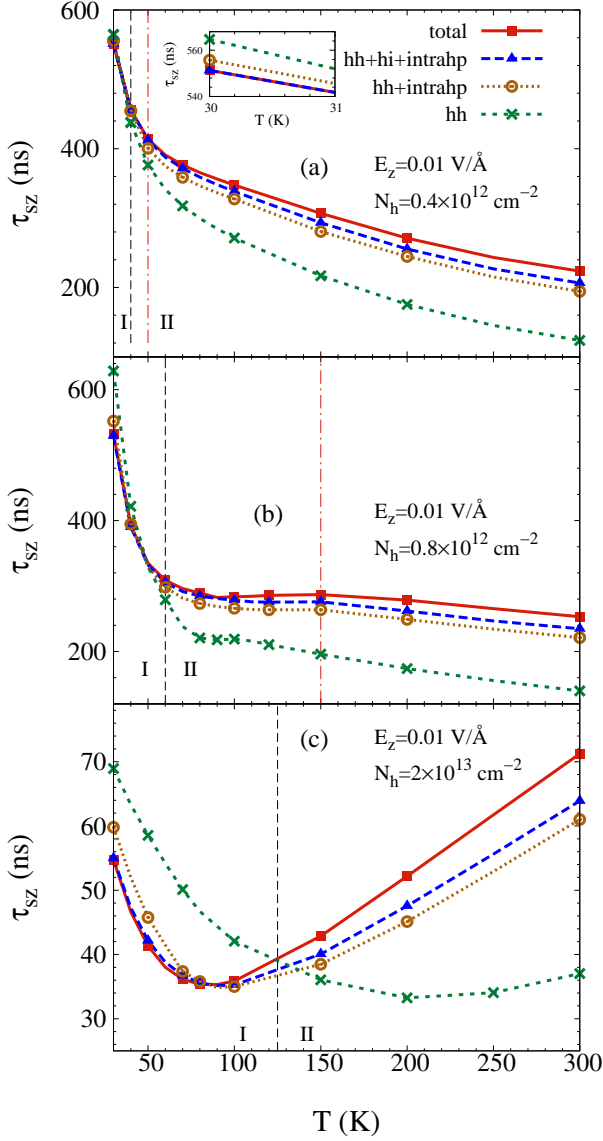 total
hh+hi+intrahp
hh+intrahp
hh
560
540
τsz (ns)
30
31
T (K)
(a)
Ez=0.01 V/Å
Nh=0.4×10^12 cm^−2
600
400
200
τsz (ns)
I
II
(b)
Ez=0.01 V/Å
Nh=0.8×10^12 cm^−2
600
400
200
τsz (ns)
I
II
(c)
Ez=0.01 V/Å
Nh=2×10^13 cm^−2
70
60
50
40
30
τsz (ns)
I
II
50
100
150
200
250
300
T (K)